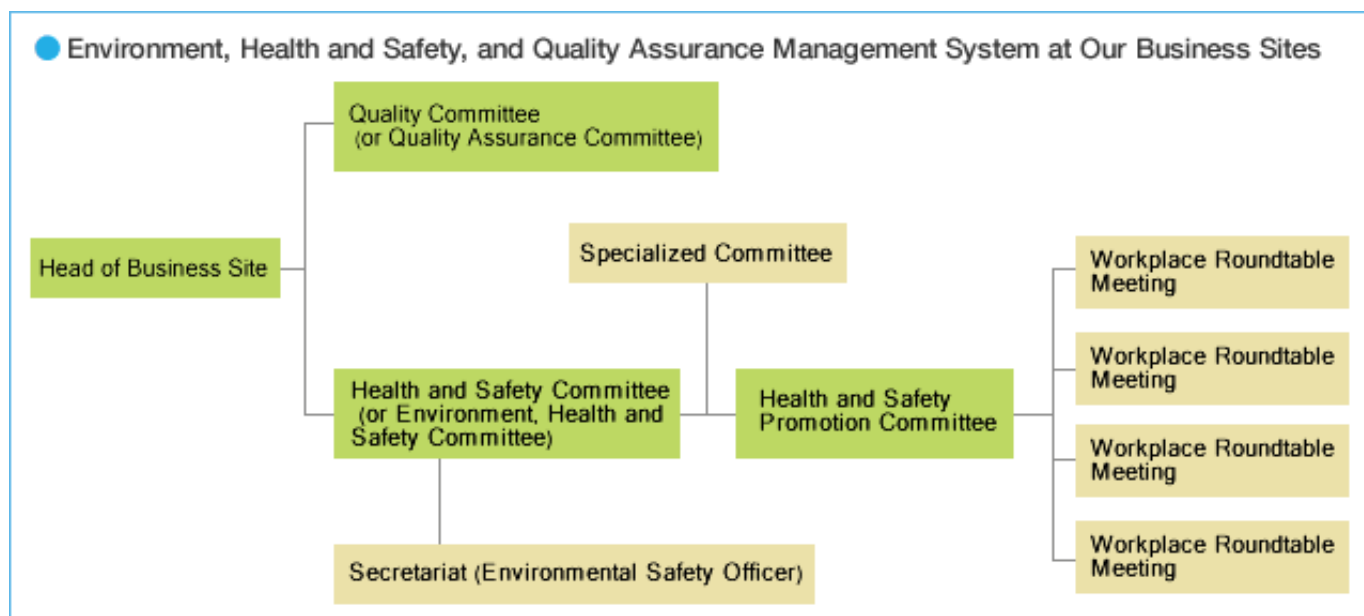 Environment, Health and Safety, and Quality Assurance Management System at Our Business Sites
Quality Committee
(or Quality Assurance Committee)
Head of Business Site
Specialized Committee
Health and Safety Committee
(or Environment, Health and
Safety Committee)
Health and Safety
Promotion Committee
Workplace Roundtable
Meeting
Workplace Roundtable
Meeting
Workplace Roundtable
Meeting
Workplace Roundtable
Meeting
Secretariat (Environmental Safety Officer)